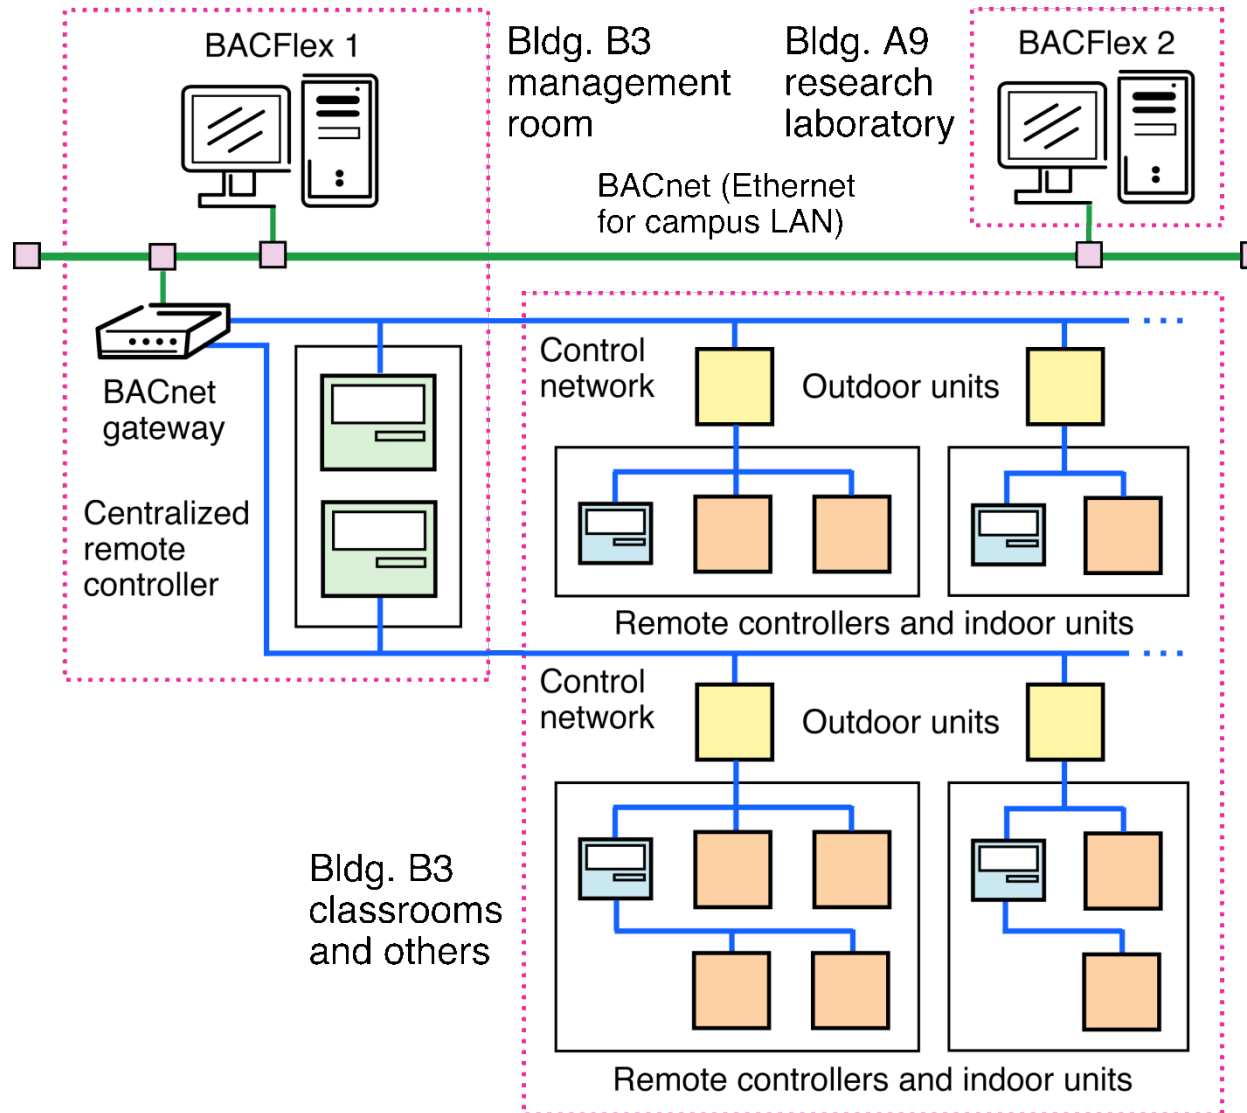 BACFlex 1
Bldg. B3
management
room
Bldg. A9
research
laboratory
BACFlex 2
BACnet (Ethernet
for campus LAN)
BACnet
gateway
Centralized
remote
controller
Control
network
Outdoor units
Remote controllers and indoor units
Control
network
Outdoor units
Bldg. B3
classrooms
and others
Remote controllers and indoor units